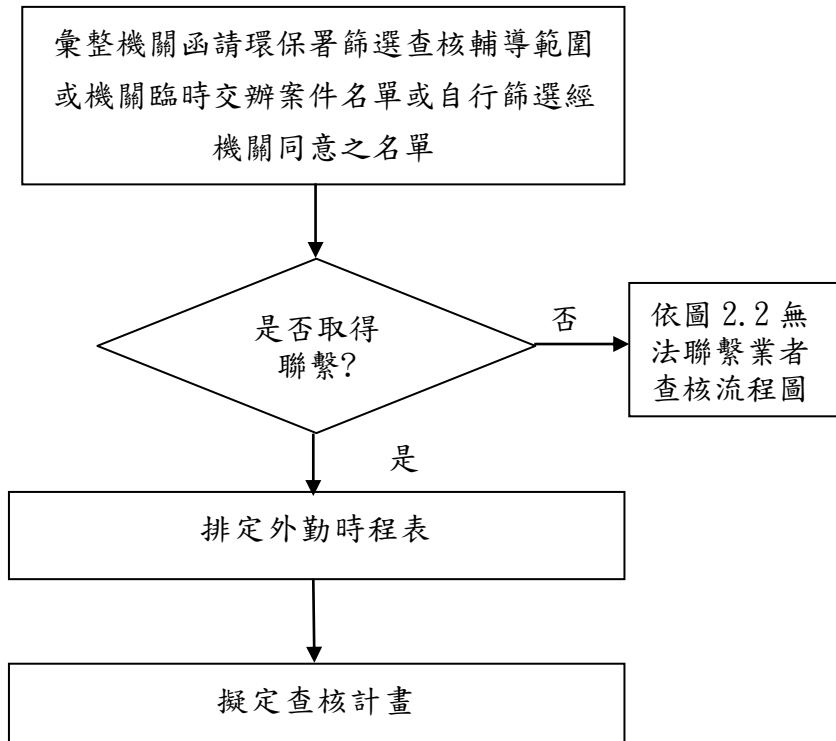 彙整機關函請環保署篩選查核輔導範圍
或機關臨時交辦案件名單或自行篩選經
機關同意之名單
是否取得
聯繫?
否
依圖 2.2 無
法聯繫業者
查核流程圖
是
排定外勤時程表
擬定查核計畫